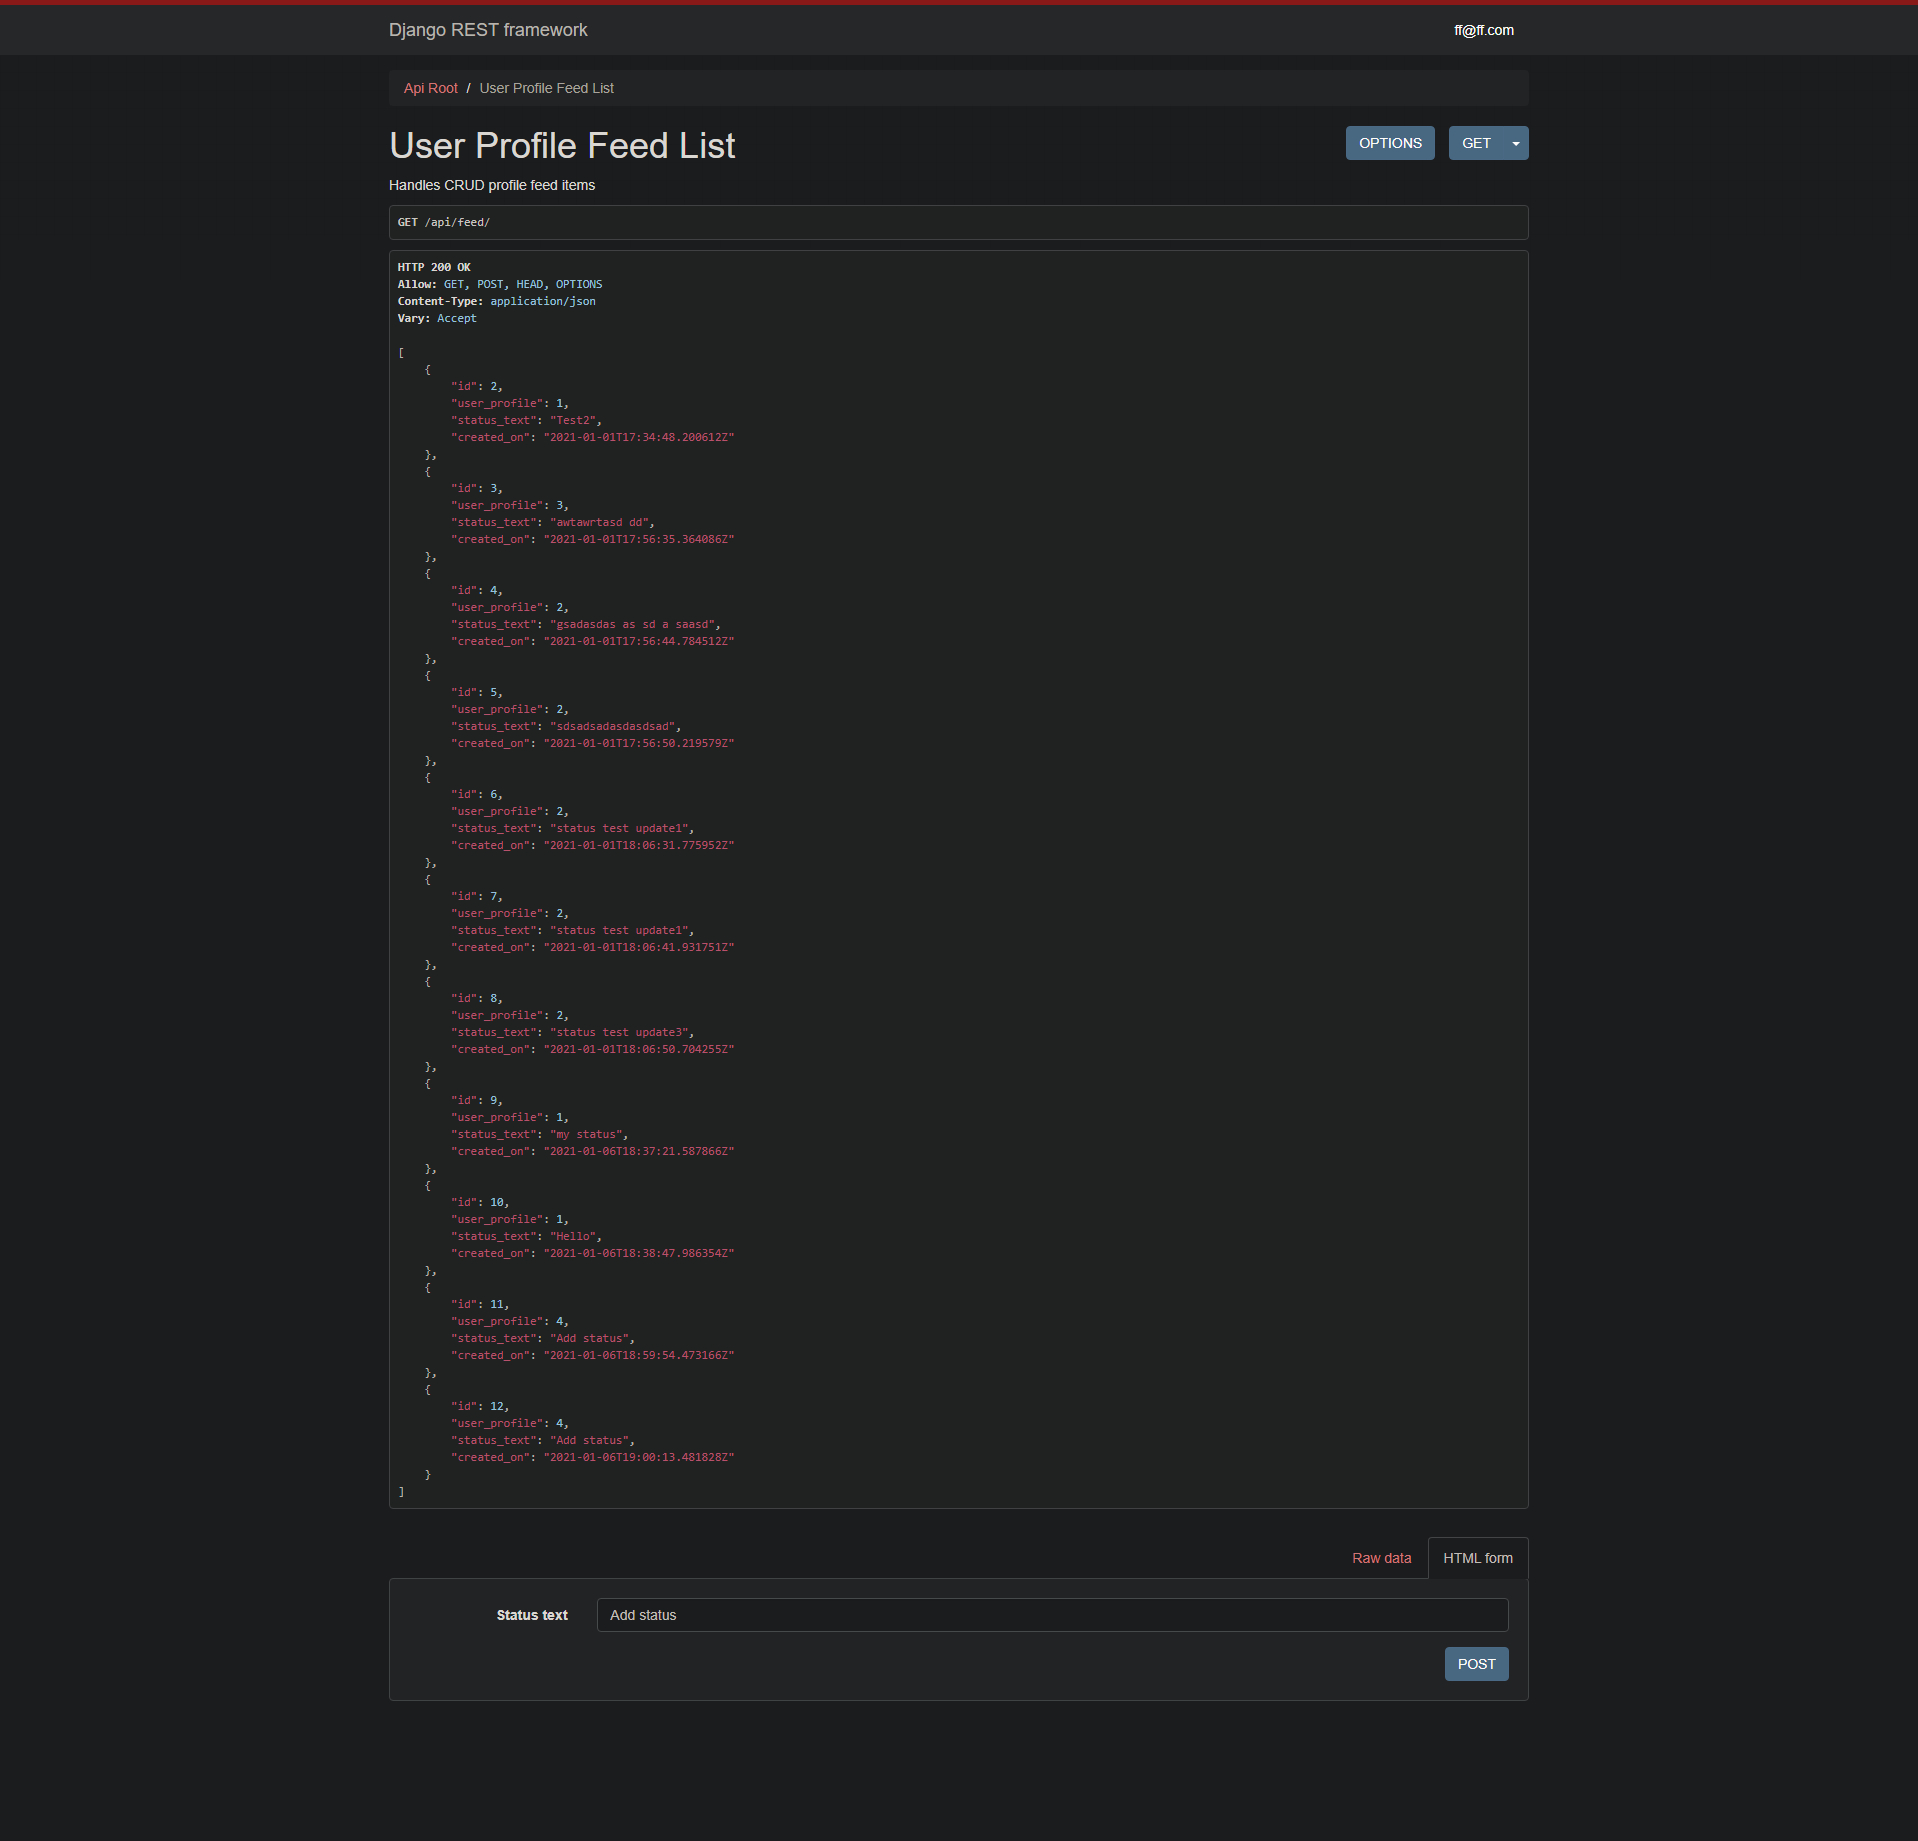 Django REST framework
ff@ff.com
Api Root / User Profile Feed List
User Profile Feed List
OPTIONS
GET
Handles CRUD profile feed items
GET /api/feed/
HTTP 200 OK
Allow: GET, POST, HEAD, OPTIONS
Content-Type: application/json
Vary: Accept
[
{
"id": 2,
"user_profile": 1,
"status_text": "Test2",
"created_on": "2021-01-01T17:34:48.200612Z"
},
{
"id": 3,
"user_profile": 3,
"status_text": "awtawrtasd dd",
"created_on": "2021-01-01T17:56:35.364086Z"
},
{
"id": 4,
"user_profile": 2,
"status_text": "gsadasdas as sd a saasd",
"created_on": "2021-01-01T17:56:44.784512Z"
},
{
"id": 5,
"user_profile": 2,
"status_text": "sdsadsadasdasdsad",
"created_on": "2021-01-01T17:56:50.219579Z"
},
{
"id": 6,
"user_profile": 2,
"status_text": "status test update1",
"created_on": "2021-01-01T18:06:31.775952Z"
},
{
"id": 7,
"user_profile": 2,
"status_text": "status test update1",
"created_on": "2021-01-01T18:06:41.931751Z"
},
{
"id": 8,
"user_profile": 2,
"status_text": "status test update3",
"created_on": "2021-01-01T18:06:50.704255Z"
},
{
"id": 9,
"user_profile": 1,
"status_text": "my status",
"created_on": "2021-01-06T18:37:21.587866Z"
},
{
"id": 10,
"user_profile": 1,
"status_text": "Hello",
"created_on": "2021-01-06T18:38:47.986354Z"
},
{
"id": 11,
"user_profile": 4,
"status_text": "Add status",
"created_on": "2021-01-06T18:59:54.473166Z"
},
{
"id": 12,
"user_profile": 4,
"status_text": "Add status",
"created_on": "2021-01-06T19:00:13.481828Z"
}
]
Raw data
HTML form
Status text
Add status
POST